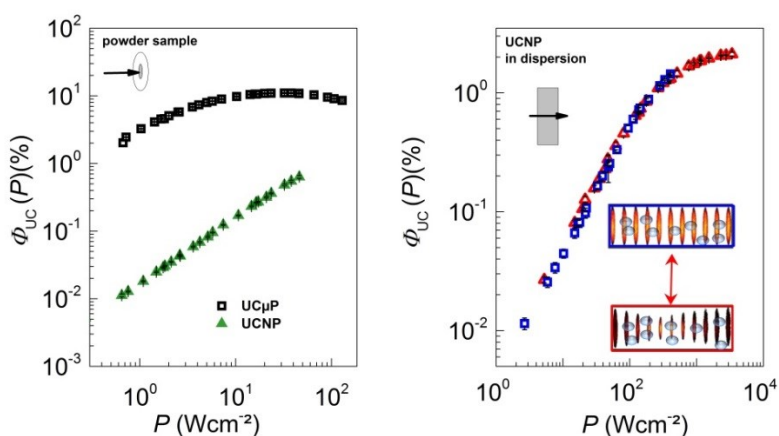 powder sample
Φ_UC (P)(%)
10²
10¹
10⁰
10⁻¹
10⁻²
10⁻³
UCµP
UCNP
10⁰
10¹
10²
P (Wcm⁻²)
UCNP
in dispersion
Φ_UC (P)(%)
10⁰
10⁻¹
10⁻²
10⁰
10²
10⁴
P (Wcm⁻²)